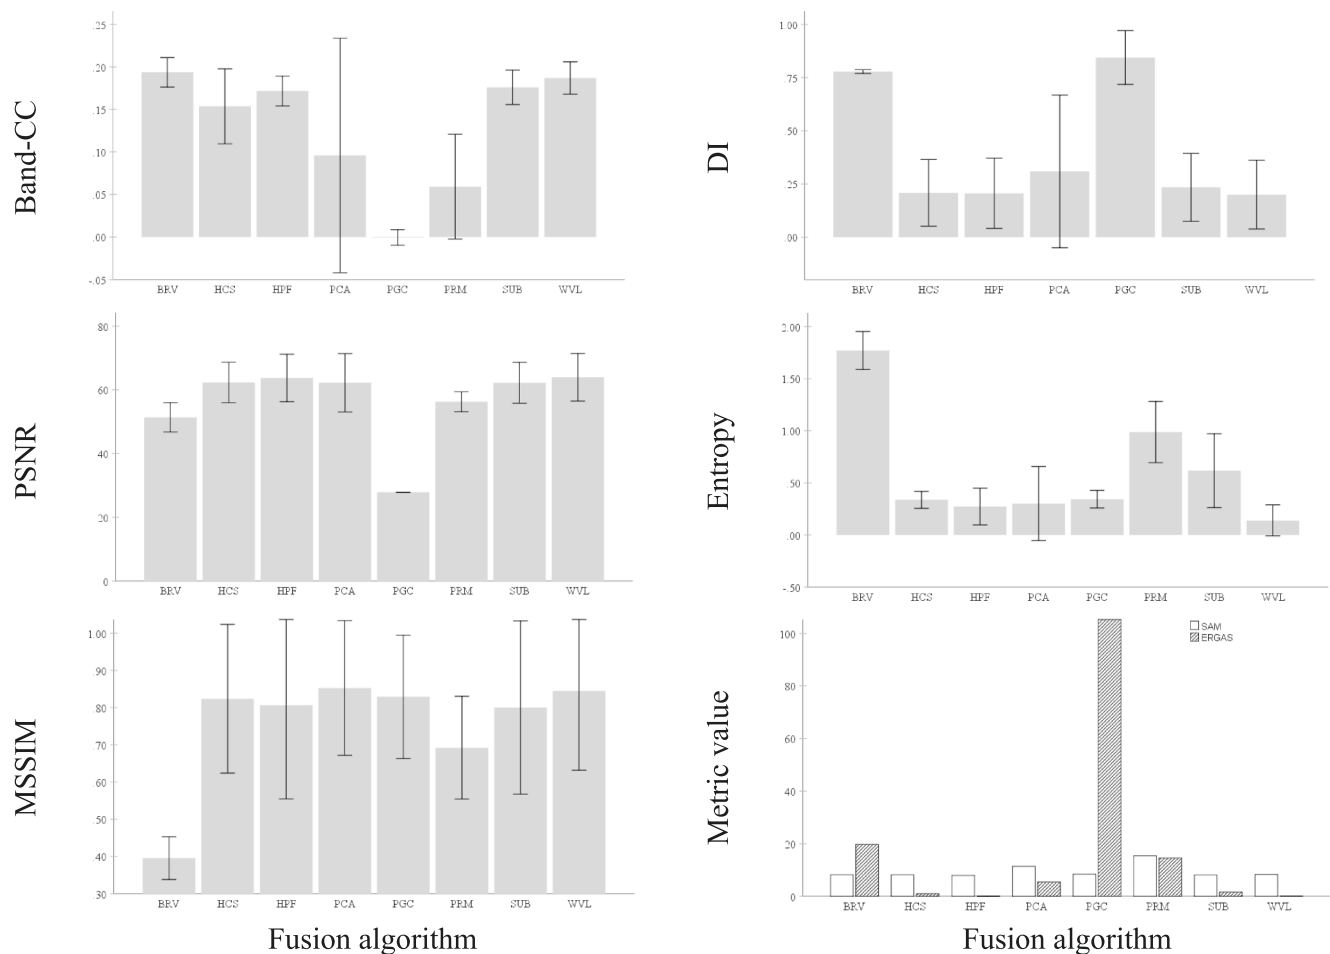 Band-CC
.25
.20
.15
.10
.05
.00
-.05
BRV HCS HPF PCA PGC PRM SUB WVL
DI
1.00
.75
.50
.25
.00
BRV HCS HPF PCA PGC SUB WVL
PSNR
80
60
40
20
0
BRV HCS HPF PCA PGC PRM SUB WVL
Entropy
2.00
1.50
1.00
.50
.00
-.50
BRV HCS HPF PCA PGC PRM SUB WVL
MSSIM
1.00
.90
.80
.70
.60
.50
.40
.30
BRV HCS HPF PCA PGC PRM SUB WVL
Fusion algorithm
Metric value
100
80
60
40
20
0
SAM
ERGAS
BRV HCS HPF PCA PGC PRM SUB WVL
Fusion algorithm